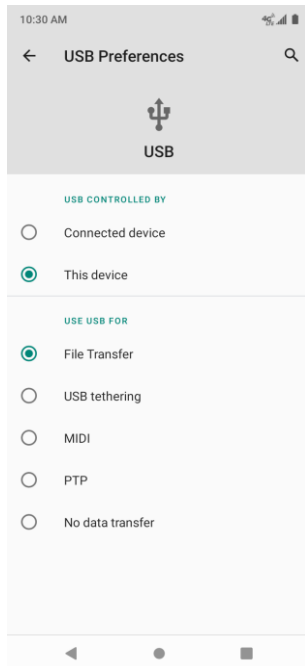 10:30 AM
USB Preferences
USB
USB CONTROLLED BY
Connected device
This device
USE USB FOR
File Transfer
USB tethering
MIDI
PTP
No data transfer